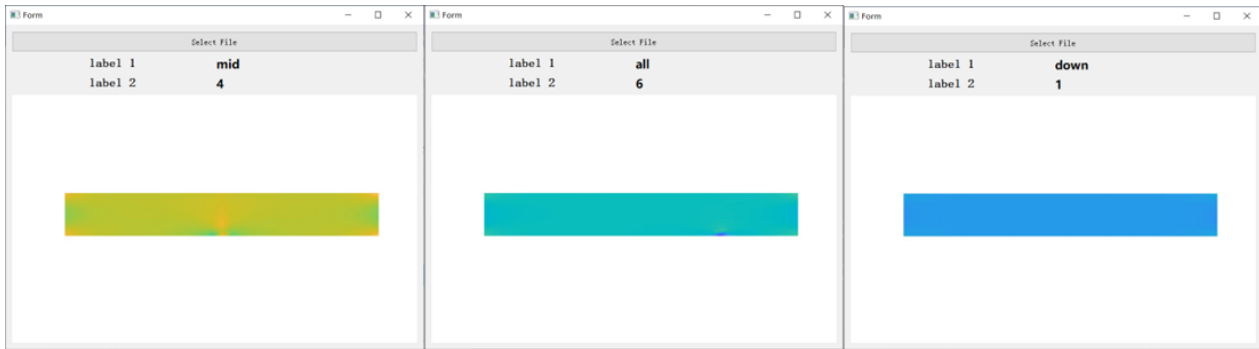 Form
Select File
label 1 mid
label 2 4
Form
Select File
label 1 all
label 2 6
Form
Select File
label 1 down
label 2 1